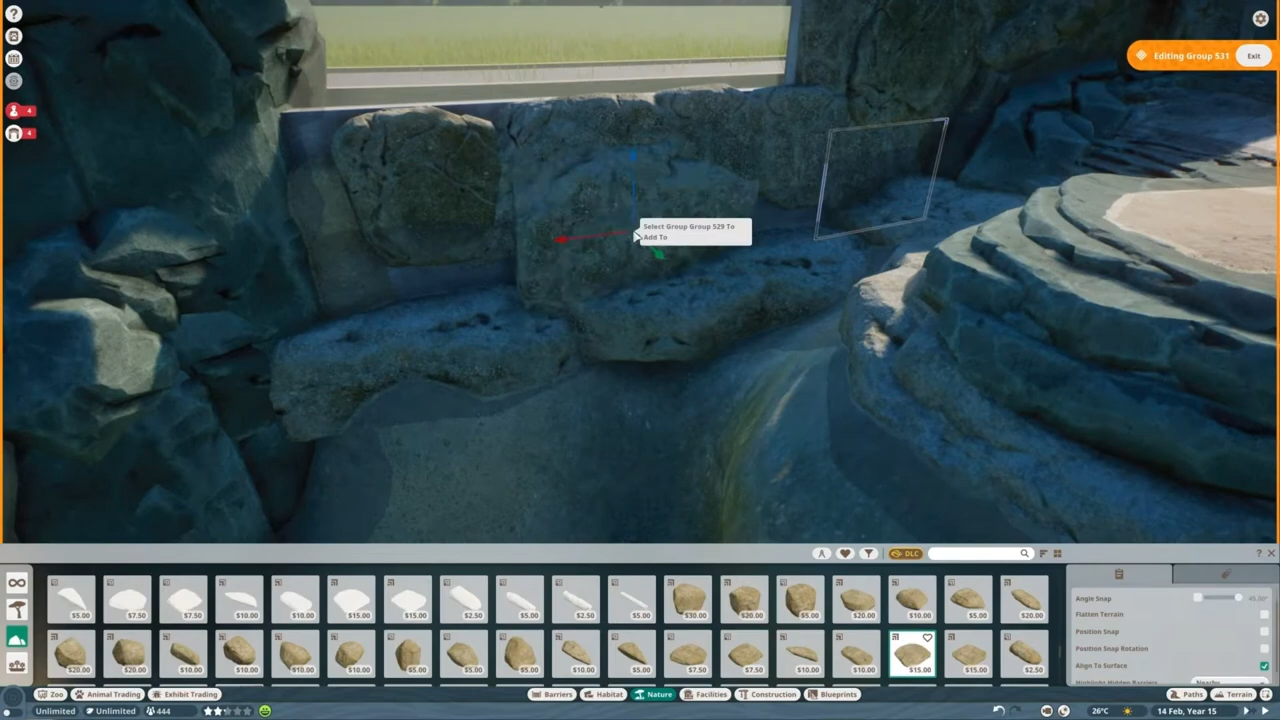 ?
Editing Group 531
Exit
4
4
Select Group Group 529 To
Add To
A
DLC
?
$5.00
$7.50
$7.50
$10.00
$10.00
$15.00
$15.00
$2.50
$5.00
$2.50
$5.00
$30.00
$20.00
$5.00
$20.00
$10.00
$5.00
$20.00
Angle Snap
45.00°
Flatten Terrain
Position Snap
Position Snap Rotation
Align To Surface
Nearby
$20.00
$20.00
$10.00
$10.00
$10.00
$10.00
$5.00
$5.00
$5.00
$10.00
$5.00
$7.50
$7.50
$10.00
$10.00
$15.00
$15.00
$2.50
Zoo
Animal Trading
Exhibit Trading
Barriers
Habitat
Nature
Facilities
Construction
Blueprints
Paths
Terrain
Unlimited
Unlimited
444
26°C
14 Feb, Year 15